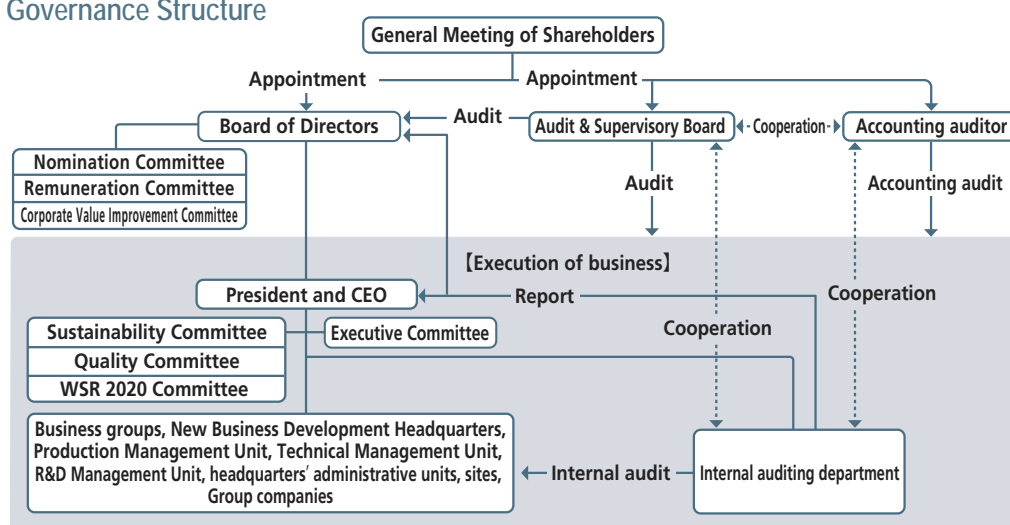 Governance Structure
General Meeting of Shareholders
Appointment
Appointment
Board of Directors
Audit
Audit & Supervisory Board
Cooperation
Accounting auditor
Nomination Committee
Remuneration Committee
Corporate Value Improvement Committee
Audit
Accounting audit
【Execution of business】
President and CEO
Report
Cooperation
Cooperation
Sustainability Committee
Executive Committee
Quality Committee
WSR 2020 Committee
Business groups, New Business Development Headquarters,
Production Management Unit, Technical Management Unit,
R&D Management Unit, headquarters' administrative units, sites,
Group companies
Internal audit
Internal auditing department